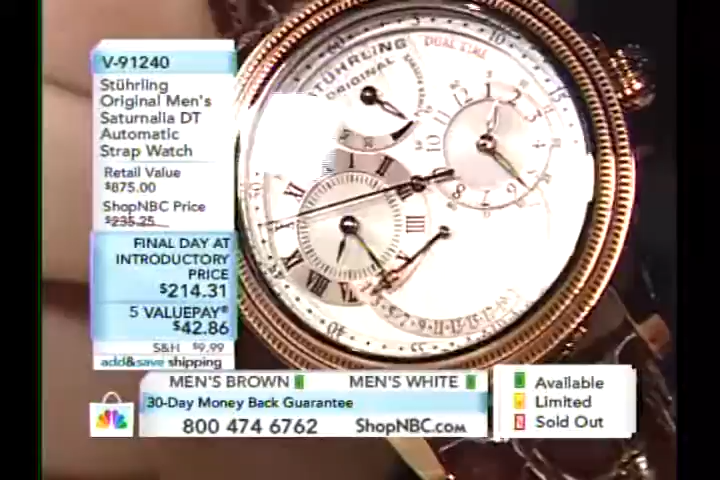 V-91240
Stührling
Original Men's
Saturnalia DT
Automatic
Strap Watch
Retail Value
$875.00
ShopNBC Price
$235.25
FINAL DAY AT
INTRODUCTORY
PRICE
$214.31
5 VALUEPAY®
$42.86
S&H $9.99
add&save shipping
STÜHRLING
ORIGINAL
DUAL TIME
MEN'S BROWN
MEN'S WHITE
30-Day Money Back Guarantee
800 474 6762
ShopNBC.com
Available
Limited
Sold Out